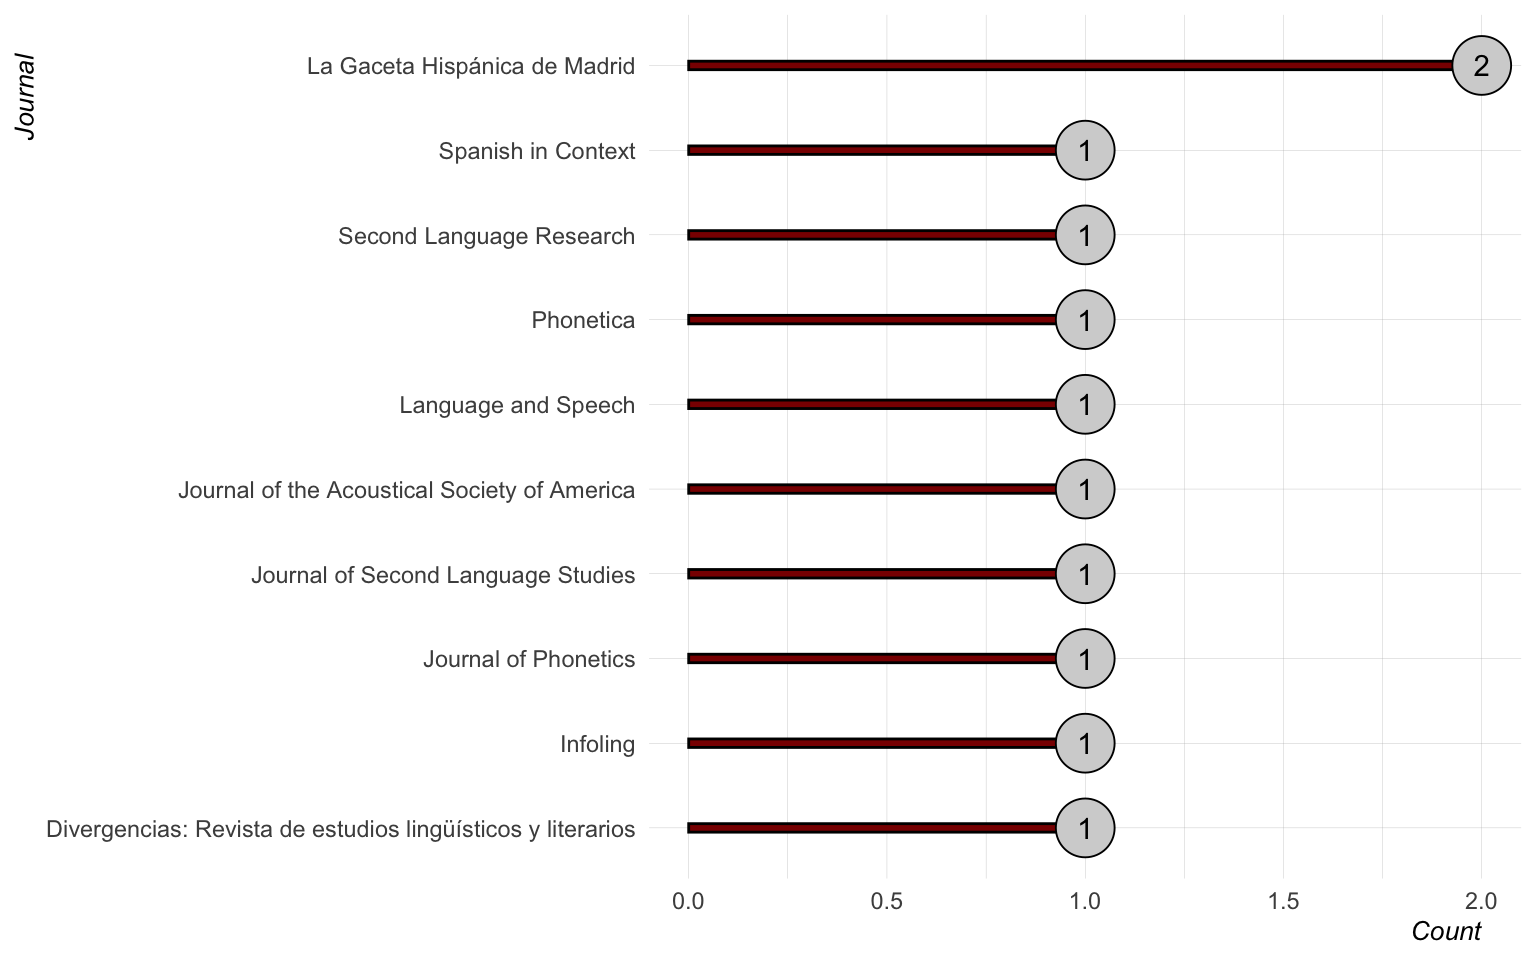 Journal
La Gaceta Hispánica de Madrid 2
Spanish in Context 1
Second Language Research 1
Phonetica 1
Language and Speech 1
Journal of the Acoustical Society of America 1
Journal of Second Language Studies 1
Journal of Phonetics 1
Infoling 1
Divergencias: Revista de estudios lingüísticos y literarios 1
0.0 0.5 1.0 1.5 2.0
Count